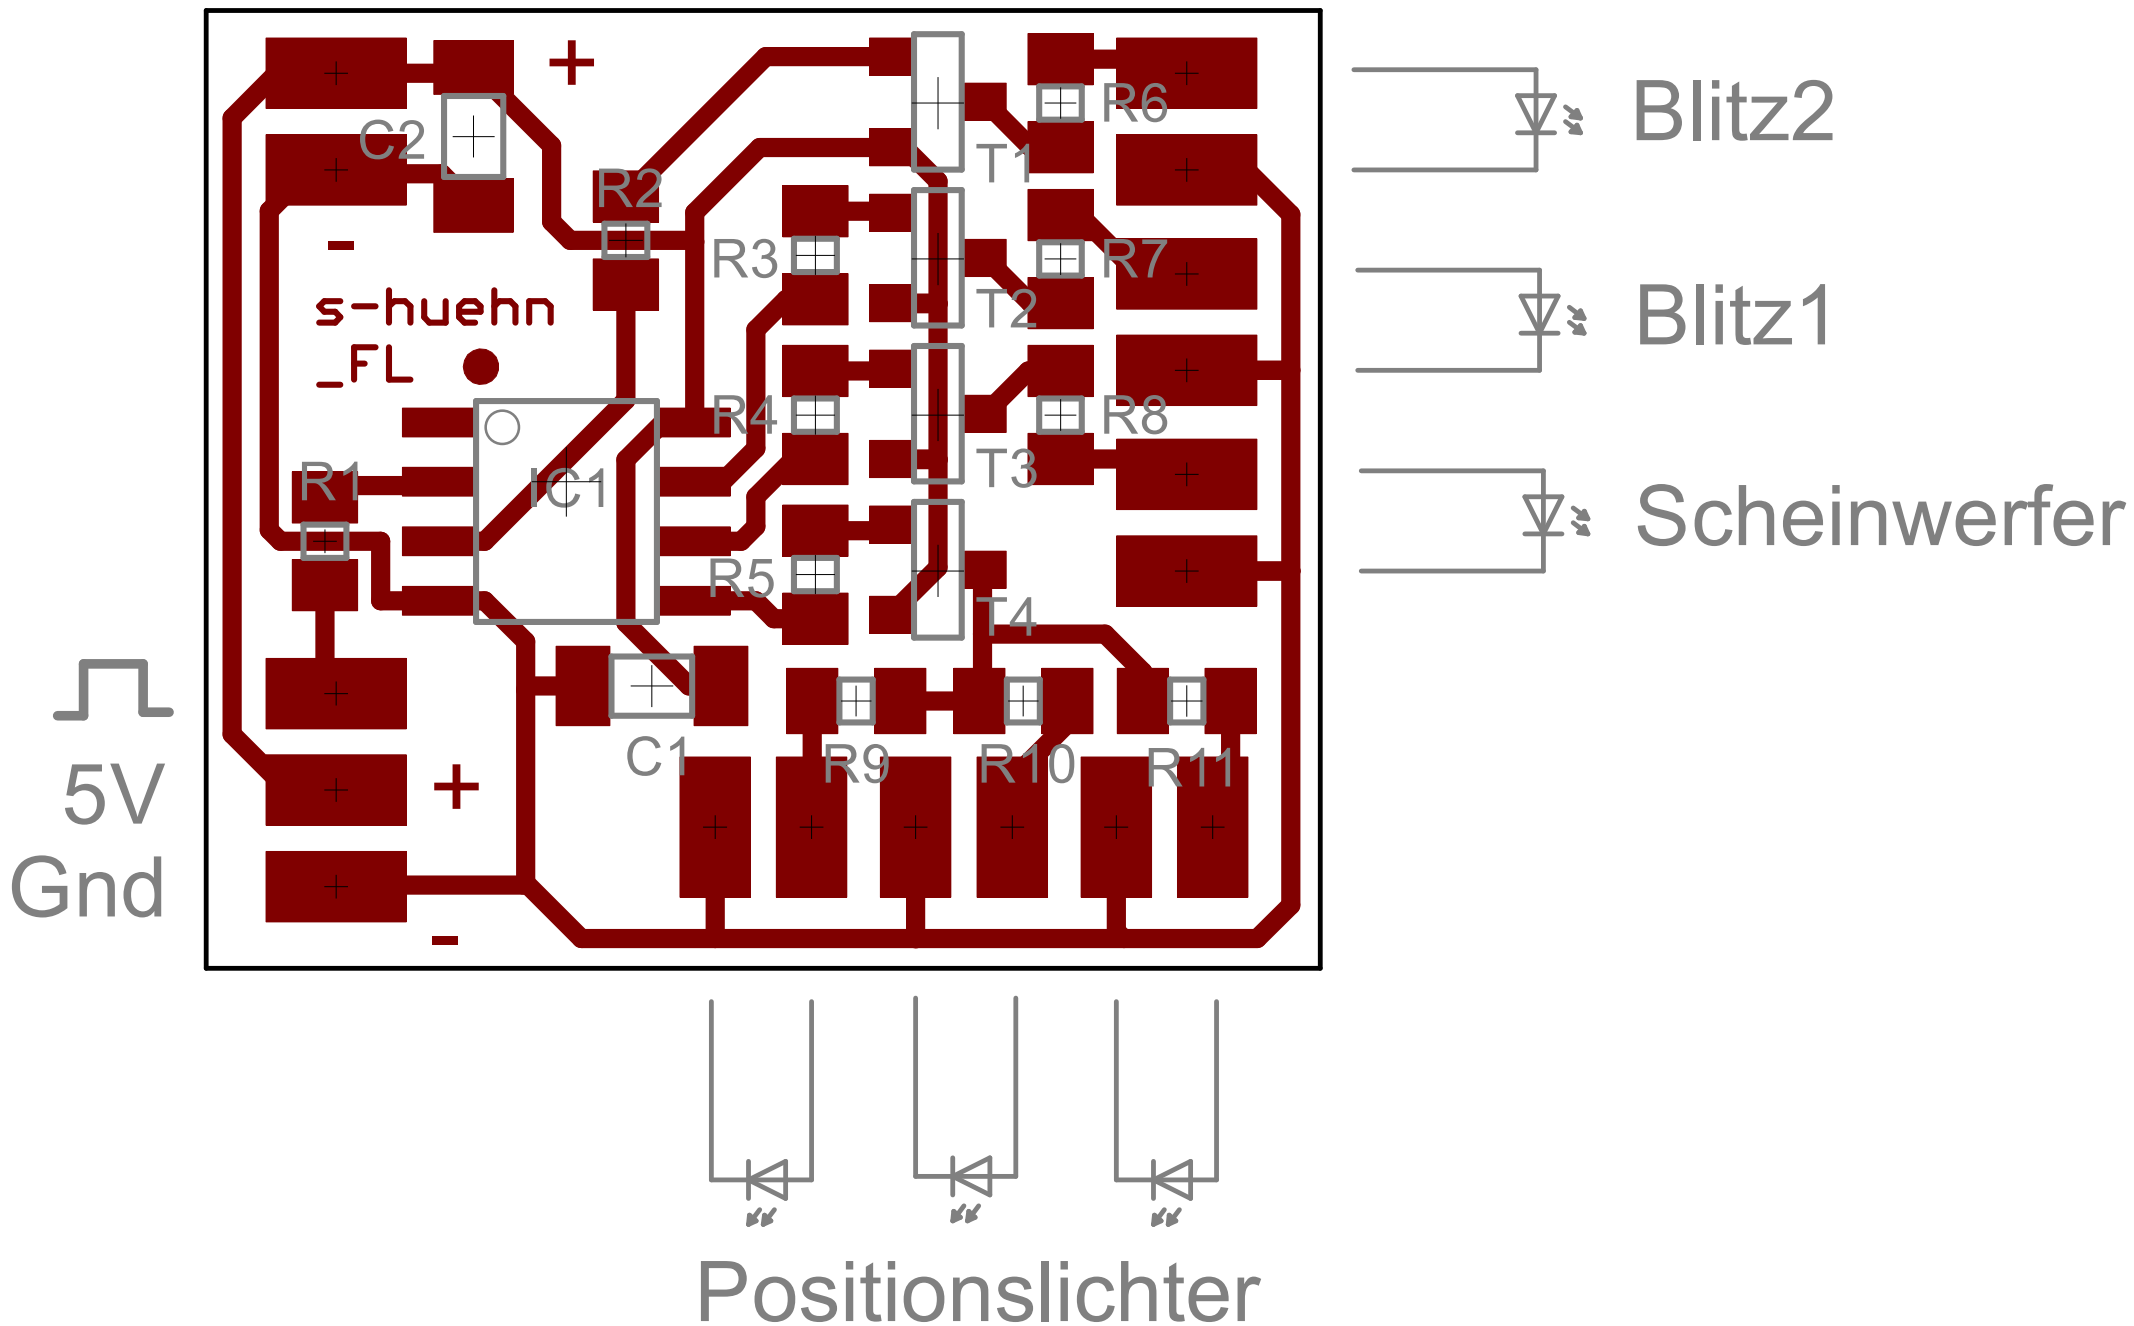 +
C2
R2
T1
R6
Blitz2
-
R3
T2
R7
Blitz1
s-huehn
_FL
R4
T3
R8
R1
IC1
Scheinwerfer
R5
T4
5V
+
C1
R9
R10
R11
Gnd
-
Positionslichter